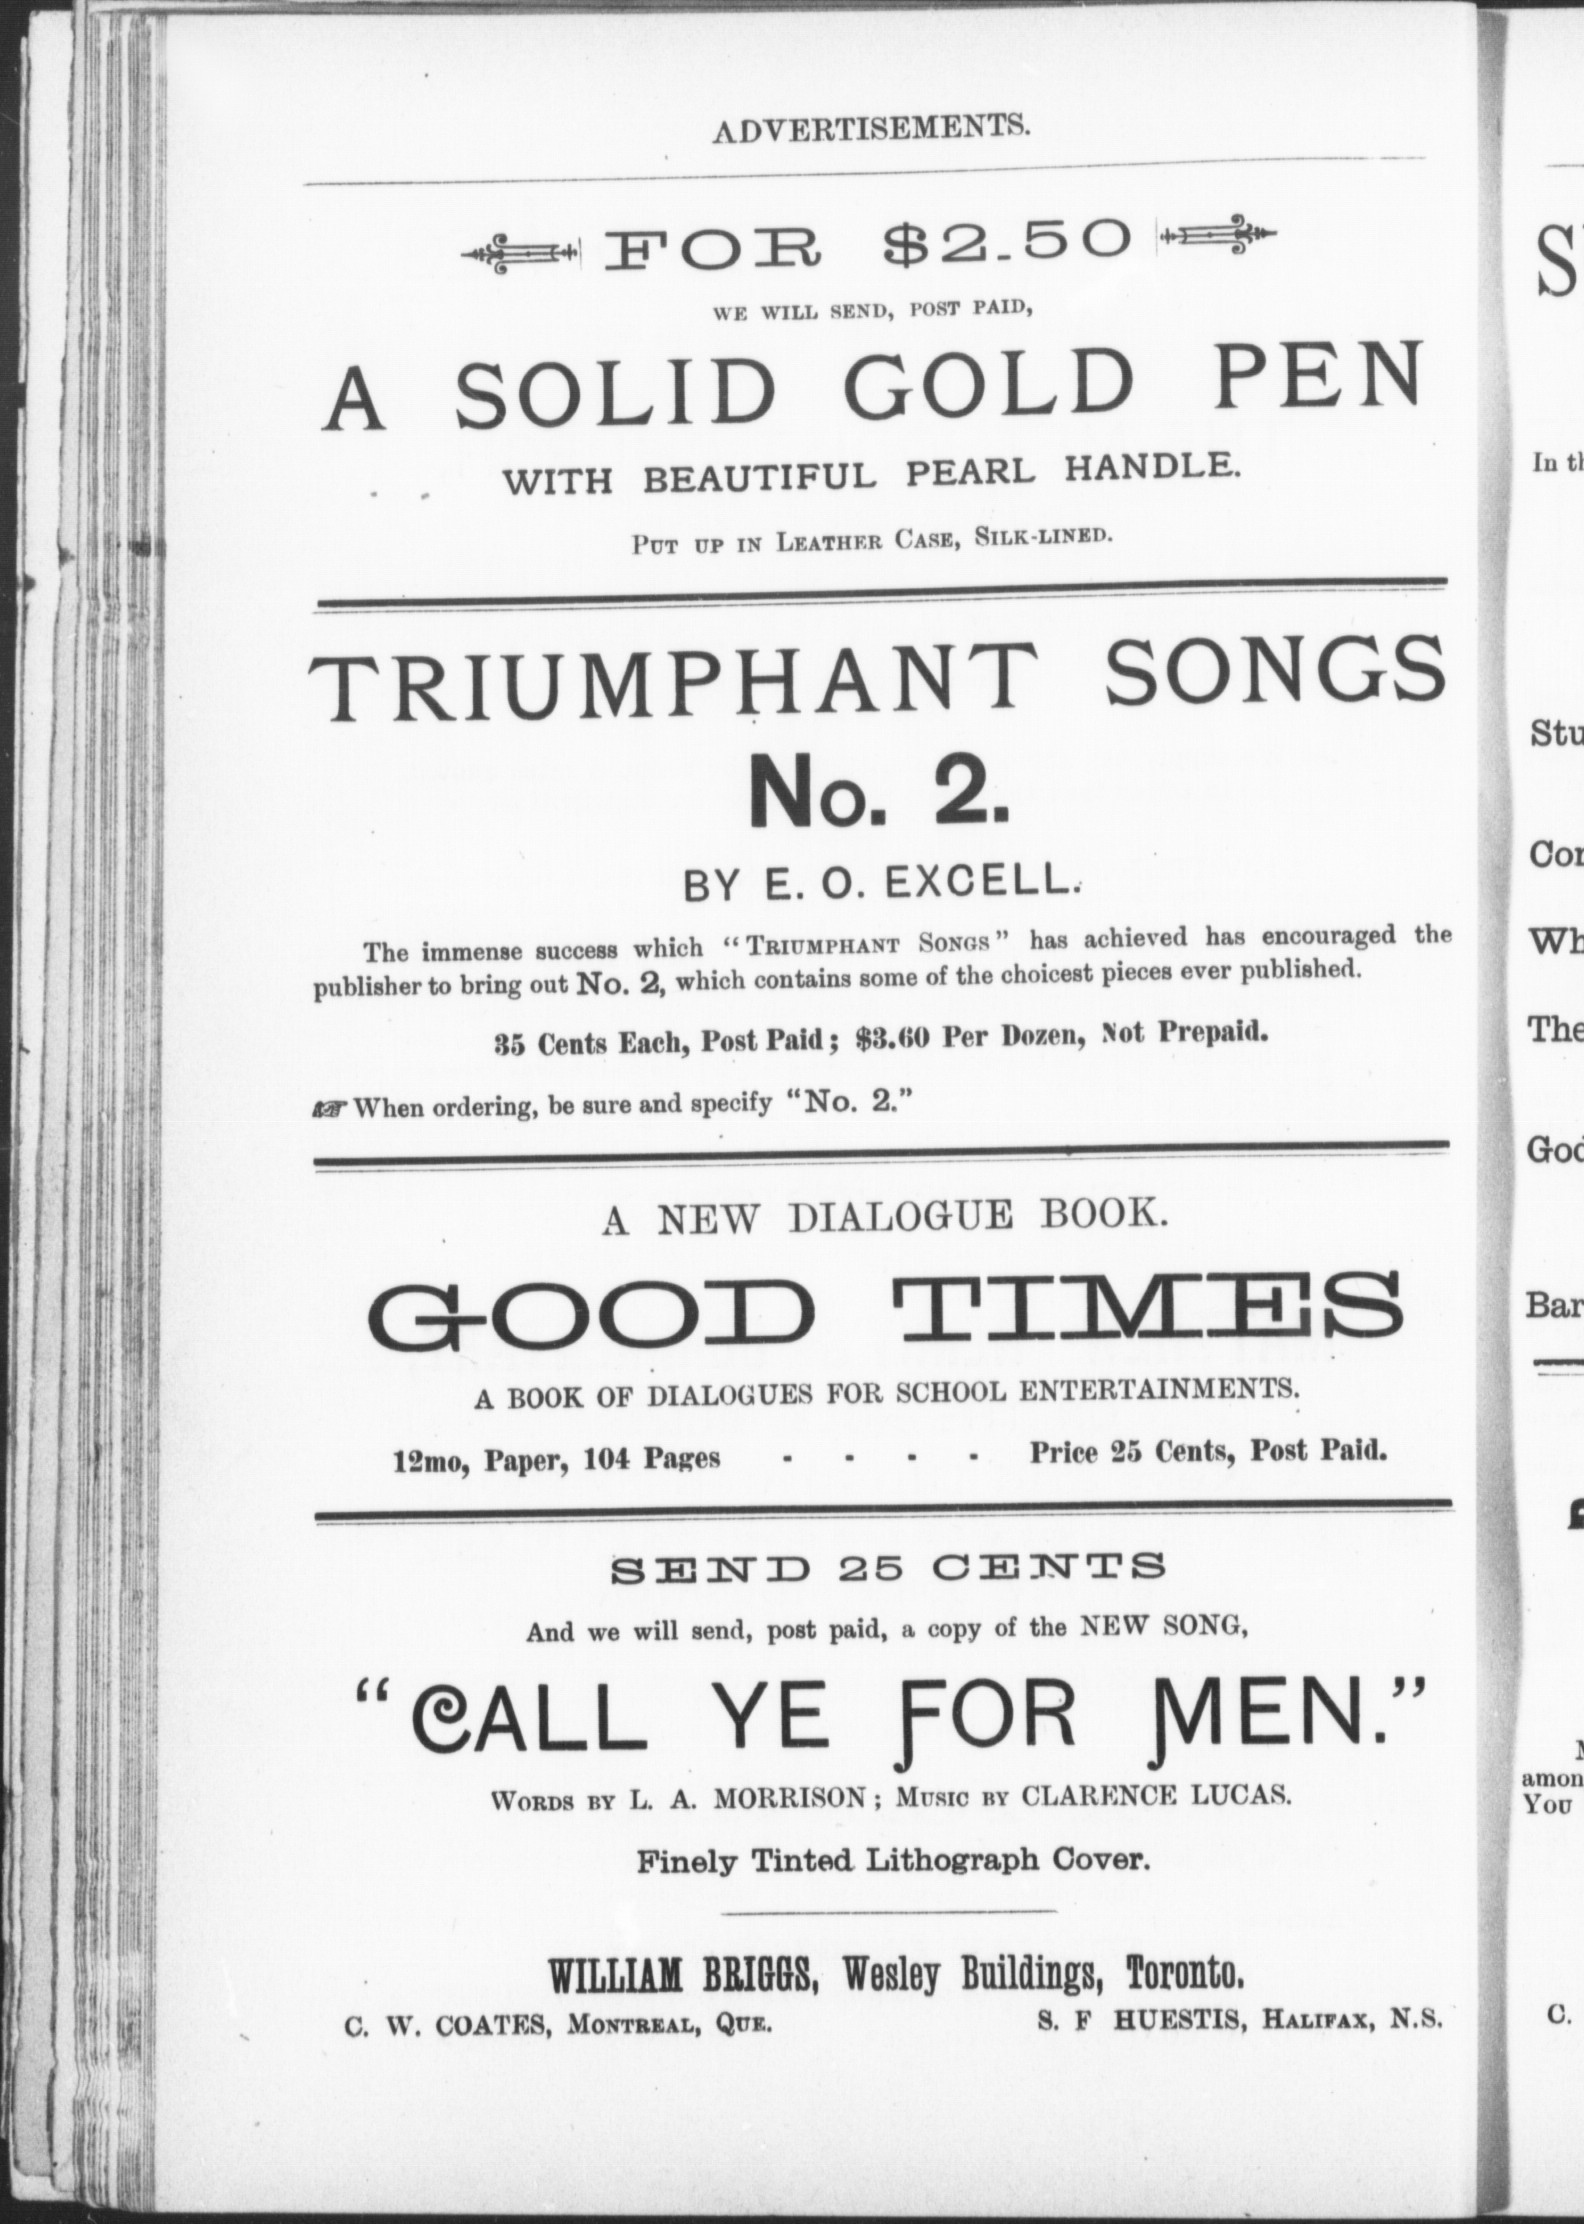 ADVERTISEMENTS.
FOR $2.50
WE WILL SEND, POST PAID,
A SOLID GOLD PEN
WITH BEAUTIFUL PEARL HANDLE.
PUT UP IN LEATHER CASE, SILK-LINED.
TRIUMPHANT SONGS
No. 2.
BY E. O. EXCELL.
The immense success which "TRIUMPHANT SONGS" has achieved has encouraged the
publisher to bring out No. 2, which contains some of the choicest pieces ever published.
35 Cents Each, Post Paid; $3.60 Per Dozen, Not Prepaid.
☞ When ordering, be sure and specify "No. 2."
A NEW DIALOGUE BOOK.
GOOD TIMES
A BOOK OF DIALOGUES FOR SCHOOL ENTERTAINMENTS.
12mo, Paper, 104 Pages - - - - Price 25 Cents, Post Paid.
SEND 25 CENTS
And we will send, post paid, a copy of the NEW SONG,
"CALL YE FOR MEN."
WORDS BY L. A. MORRISON; MUSIC BY CLARENCE LUCAS.
Finely Tinted Lithograph Cover.
WILLIAM BRIGGS, Wesley Buildings, Toronto.
C. W. COATES, MONTREAL, QUE. S. F HUESTIS, HALIFAX, N.S.
In
The
YOU
C.